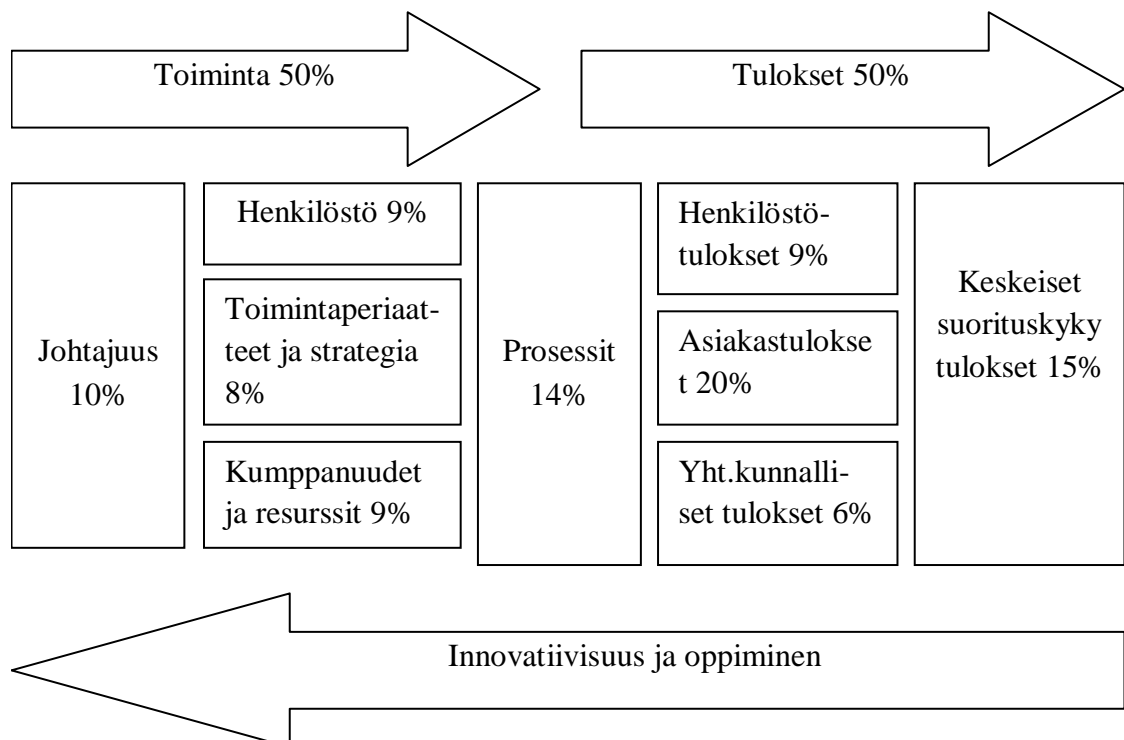 Toiminta 50%
Tulokset 50%
Johtajuus
10%
Henkilöstö 9%
Toimintaperiaat-
teet ja strategia
8%
Kumppanuudet
ja resurssit 9%
Prosessit
14%
Henkilöstö-
tulokset 9%
Asiakastulokse
t 20%
Yht.kunnalli-
set tulokset 6%
Keskeiset
suorituskyky
tulokset 15%
Innovatiivisuus ja oppiminen